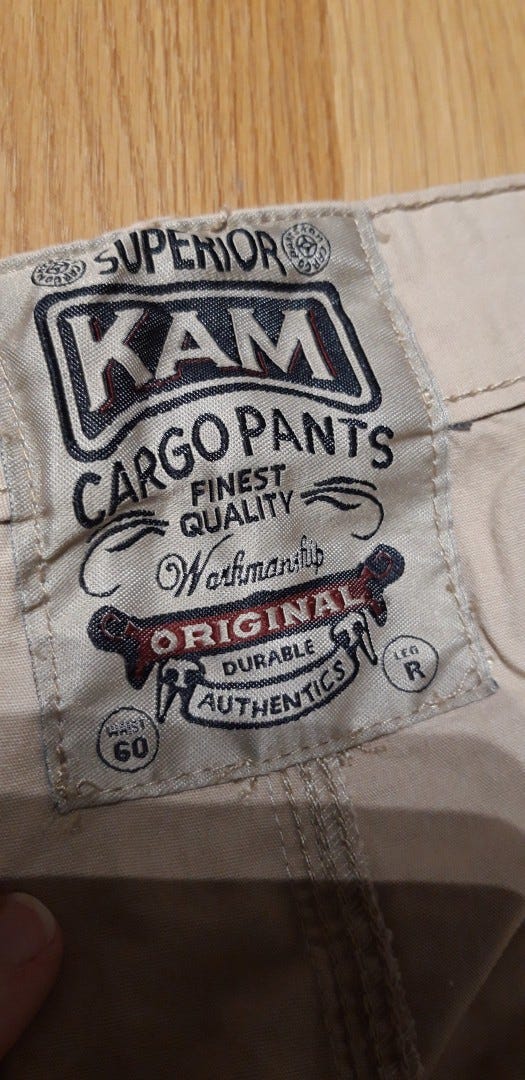 SUPERIOR
KAM
CARGO PANTS
FINEST
QUALITY
Workmanship
ORIGINAL
DURABLE
AUTHENTICS
WAIST
60
LEG
R